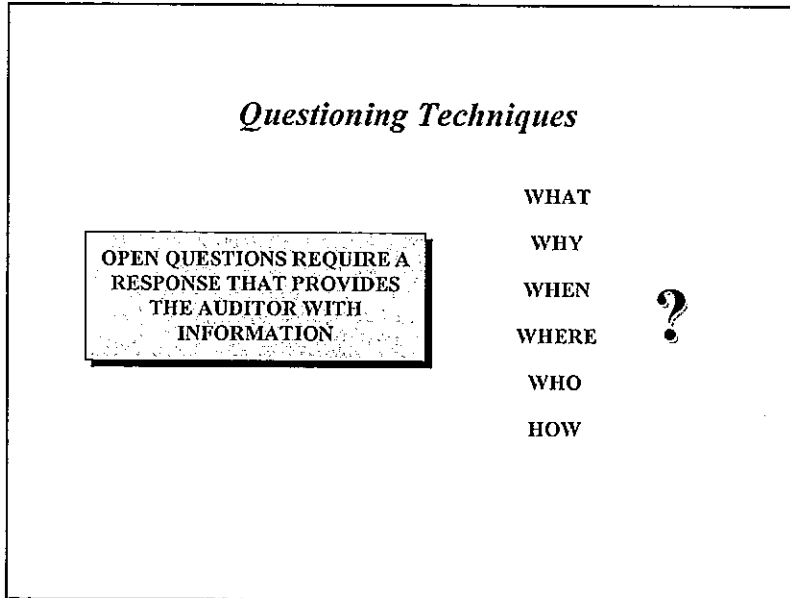 Questioning Techniques
OPEN QUESTIONS REQUIRE A
RESPONSE THAT PROVIDES
THE AUDITOR WITH
INFORMATION
WHAT
WHY
WHEN
WHERE
WHO
HOW
?